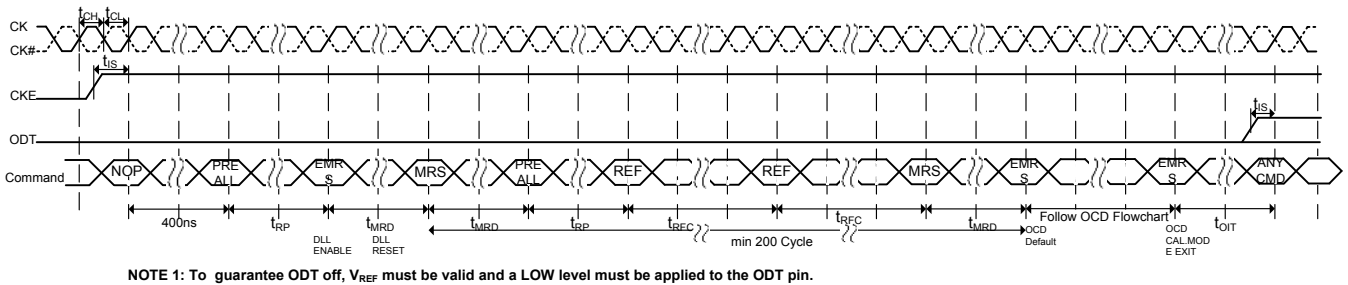 tCH tCL
CK
CK#
tIS
CKE
tIS
ODT
Command NOP PRE ALL EMR S MRS PRE ALL REF REF MRS EMR S EMR S ANY CMD
400ns tRP tMRD tMRD tRP tRFC tRFC tMRD Follow OCD Flowchart tOIT
DLL ENABLE
DLL RESET
min 200 Cycle
OCD Default
OCD CAL.MOD E EXIT
NOTE 1: To guarantee ODT off, VREF must be valid and a LOW level must be applied to the ODT pin.